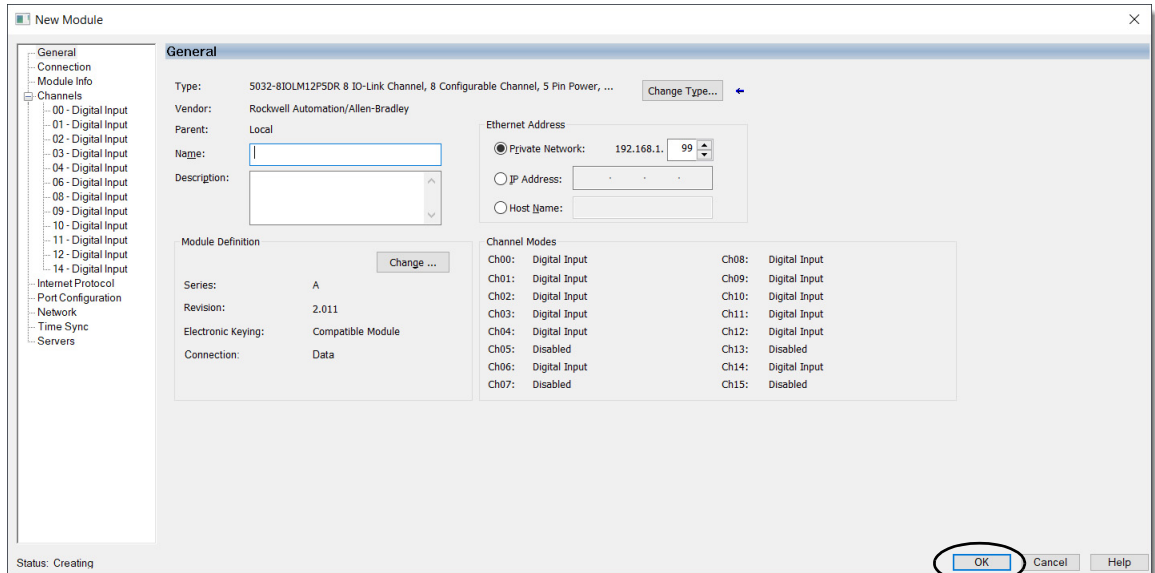 New Module
General
Connection
Module Info
Channels
00 - Digital Input
01 - Digital Input
02 - Digital Input
03 - Digital Input
04 - Digital Input
06 - Digital Input
08 - Digital Input
09 - Digital Input
10 - Digital Input
11 - Digital Input
12 - Digital Input
14 - Digital Input
Internet Protocol
Port Configuration
Network
Time Sync
Servers
General
Type: 5032-8IOLM12P5DR 8 IO-Link Channel, 8 Configurable Channel, 5 Pin Power, ... Change Type...
Vendor: Rockwell Automation/Allen-Bradley
Parent: Local
Name:
Description:
Ethernet Address
Private Network: 192.168.1. 99
IP Address: . . .
Host Name:
Module Definition
Change ...
Series: A
Revision: 2.011
Electronic Keying: Compatible Module
Connection: Data
Channel Modes
Ch00: Digital Input Ch08: Digital Input
Ch01: Digital Input Ch09: Digital Input
Ch02: Digital Input Ch10: Digital Input
Ch03: Digital Input Ch11: Digital Input
Ch04: Digital Input Ch12: Digital Input
Ch05: Disabled Ch13: Disabled
Ch06: Digital Input Ch14: Digital Input
Ch07: Disabled Ch15: Disabled
Status: Creating
OK Cancel Help